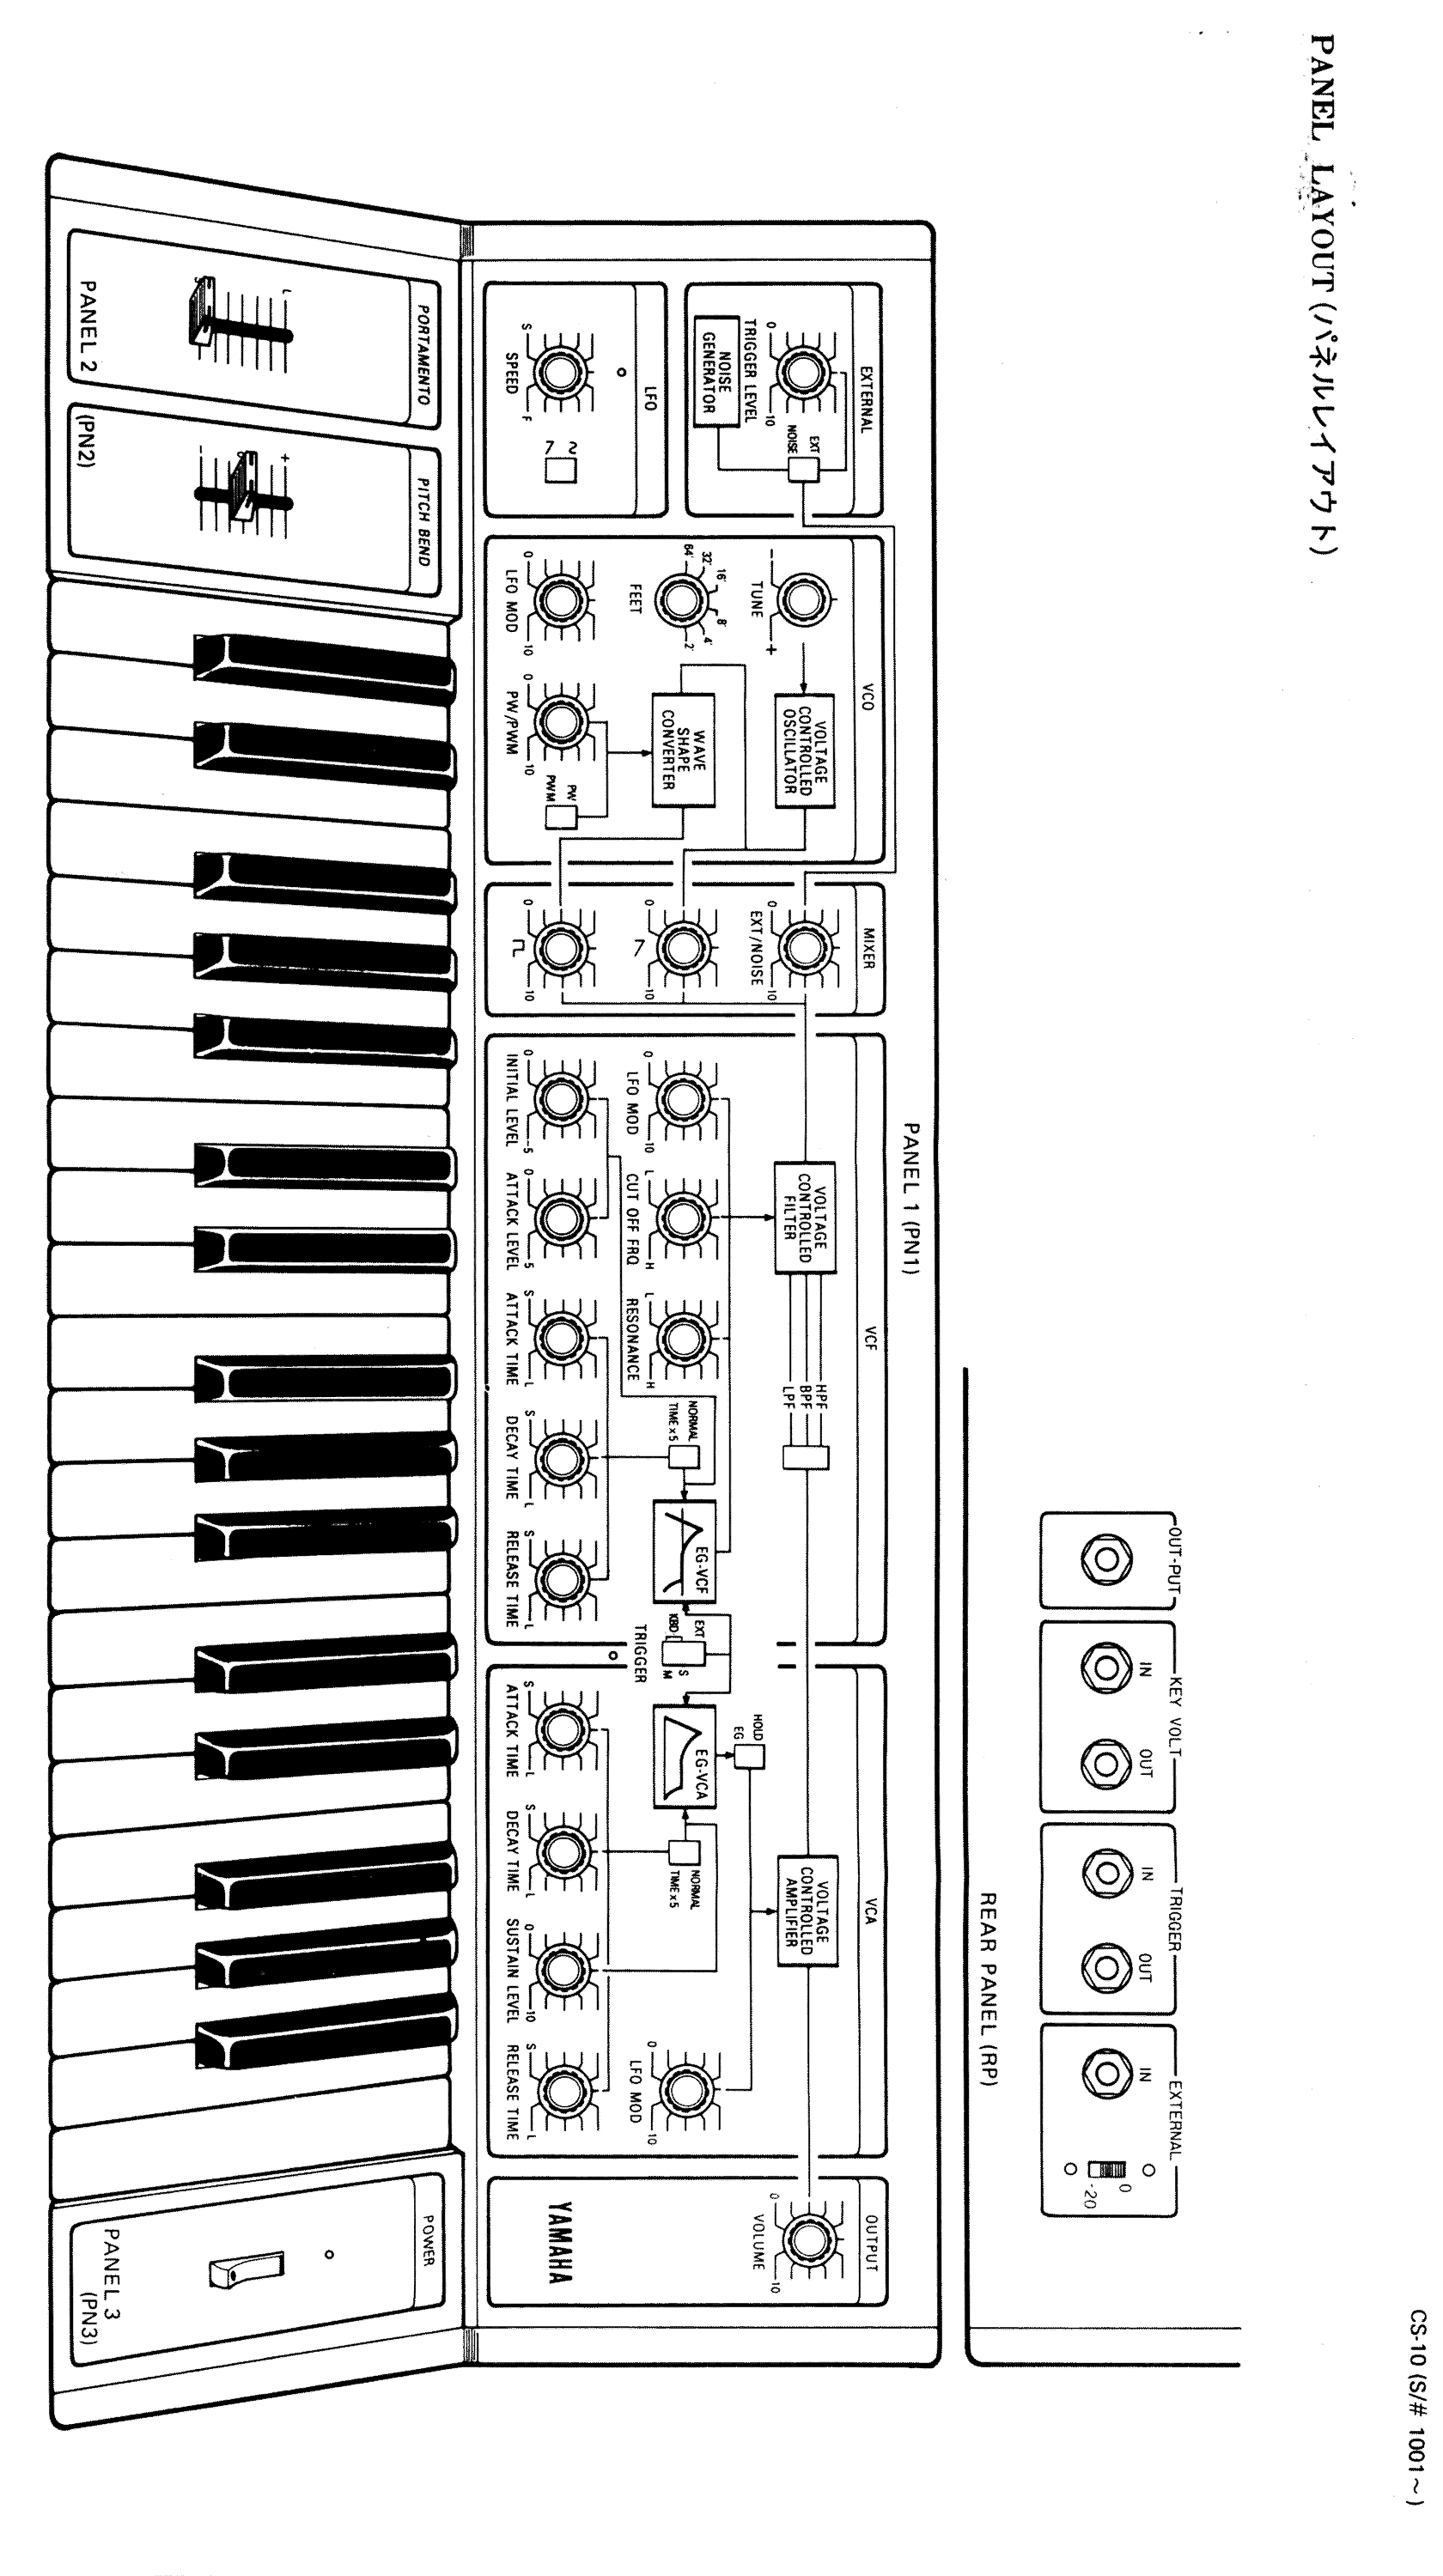 CS-10 (S/# 1001~)
PANEL LAYOUT (パネルレイアウト)
OUT-PUT
KEY VOLT
IN
OUT
TRIGGER
IN
OUT
EXTERNAL
IN
0
-20
REAR PANEL (RP)
PANEL 1 (PN1)
EXTERNAL
0
10
TRIGGER LEVEL
EXT
NOISE
NOISE
GENERATOR
LFO
S
F
SPEED
VCO
-
+
TUNE
VOLTAGE
CONTROLLED
OSCILLATOR
64'
32'
16'
8'
4'
2'
FEET
WAVE
SHAPE
CONVERTER
0
10
LFO MOD
0
10
PW/PWM
PW
PWM
MIXER
0
10
EXT/NOISE
0
10
0
10
VCF
VOLTAGE
CONTROLLED
FILTER
HPF
BPF
LPF
0
10
LFO MOD
L
H
CUT OFF FRQ
L
H
RESONANCE
NORMAL
TIME x 5
EG-VCF
0
-5
INITIAL LEVEL
0
5
ATTACK LEVEL
S
L
ATTACK TIME
S
L
DECAY TIME
S
L
RELEASE TIME
EXT
KBD
S
M
TRIGGER
VCA
VOLTAGE
CONTROLLED
AMPLIFIER
HOLD
EG
EG-VCA
NORMAL
TIME x 5
0
10
LFO MOD
S
L
ATTACK TIME
S
L
DECAY TIME
0
10
SUSTAIN LEVEL
S
L
RELEASE TIME
OUTPUT
0
10
VOLUME
YAMAHA
PORTAMENTO
L
PANEL 2
PITCH BEND
+
-
(PN2)
POWER
PANEL 3
(PN3)